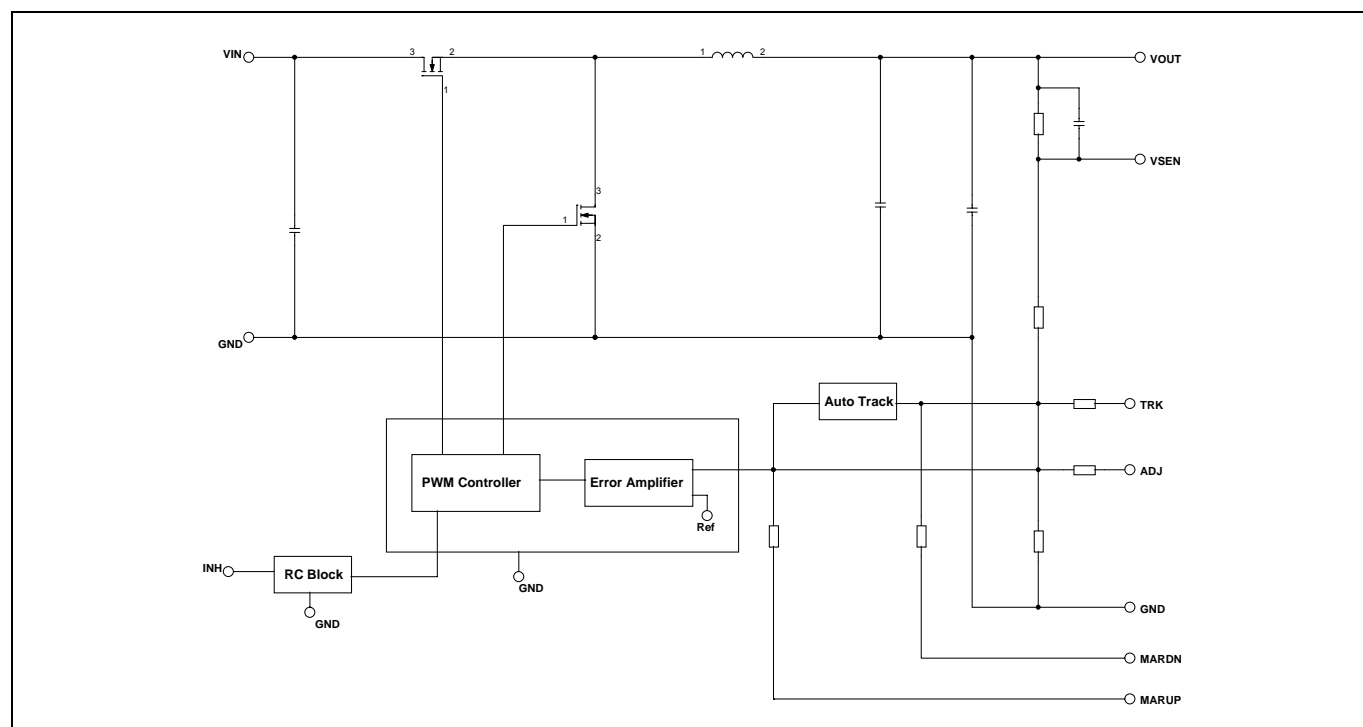 VIN
3
2
1
1
2
VOUT
VSEN
3
1
2
GND
Auto Track
TRK
ADJ
PWM Controller
Error Amplifier
Ref
INH
RC Block
GND
GND
GND
MARDN
MARUP